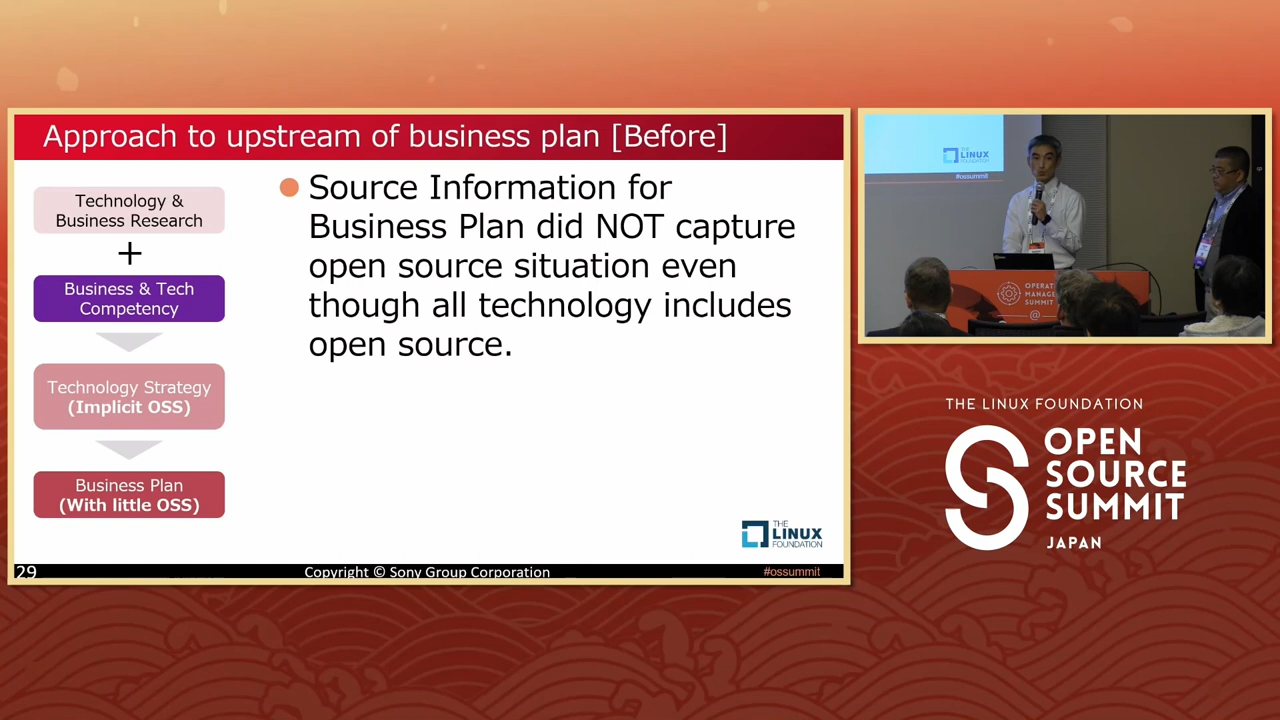 Approach to upstream of business plan [Before]
Technology &
Business Research
+
Business & Tech
Competency
Technology Strategy
(Implicit OSS)
Business Plan
(With little OSS)
Source Information for
Business Plan did NOT capture
open source situation even
though all technology includes
open source.
THE
LINUX
FOUNDATION
29
Copyright © Sony Group Corporation
#ossummit
THE
LINUX
FOUNDATION
#ossummit
OPERAT
MANAGE
SUMMIT
@
THE LINUX FOUNDATION
OPEN
SOURCE
SUMMIT
JAPAN